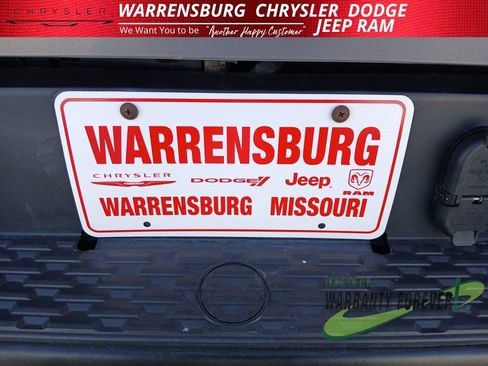 WARRENSBURG CHRYSLER DODGE
CHRYSLER
We Want You to be "Another Happy Customer" JEEP RAM
WARRENSBURG
CHRYSLER DODGE Jeep RAM
WARRENSBURG MISSOURI
HOME OF THE
WARRANTY FOREVER